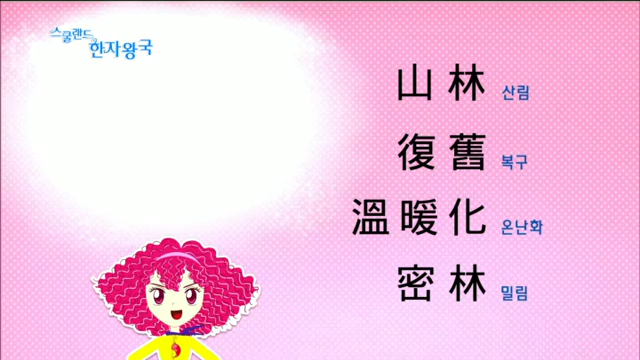 스쿨랜드
한자왕국
山林 산림
復舊 복구
溫暖化 온난화
密林 밀림